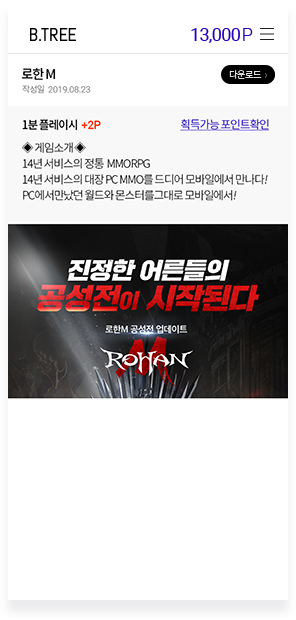 B.TREE
13,000P
로한 M
다운로드 >
작성일 2019.08.23
1분 플레이시 +2P
획득가능 포인트확인
◈ 게임소개 ◈
14년 서비스의 정통 MMORPG
14년 서비스의 대장 PC MMO를 드디어 모바일에서 만나다!
PC에서만났던 월드와 몬스터를그대로 모바일에서!
진정한 어른들의
공성전이 시작된다
로한M 공성전 업데이트
ROHAN
M